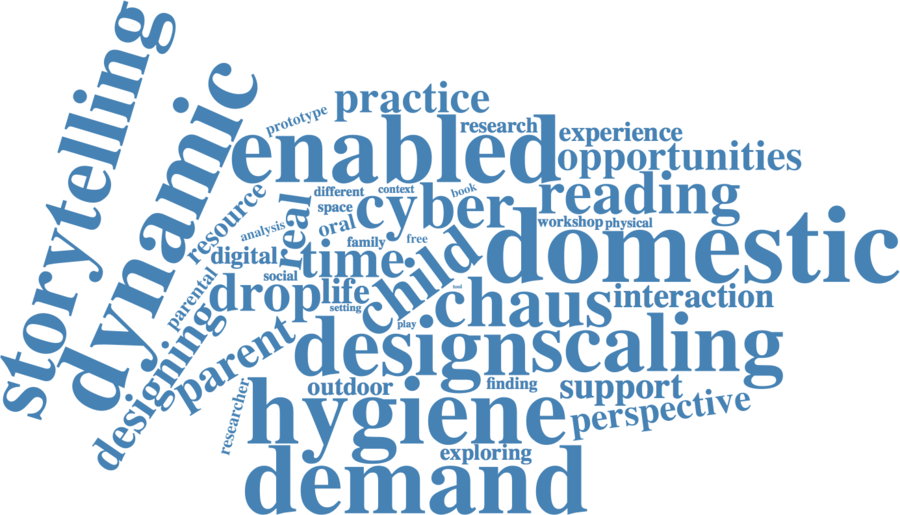 storytelling
dynamic
practice
prototype
enabled
research
experience
opportunities
resource
different
context
book
reading
space
cyber
real
oral
analysis
workshop
physical
domestic
digital
family
free
time
social
child
parental
drop
life
setting
tool
chaus
interaction
play
designing
parent
design
scaling
researcher
outdoor
finding
support
hygiene
perspective
exploring
demand